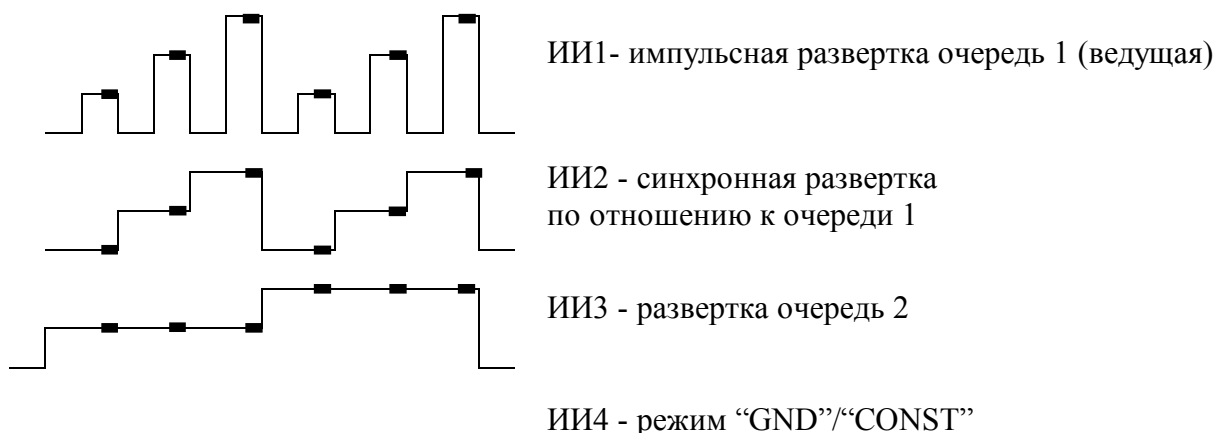 ИИ1- импульсная развертка очередь 1 (ведущая)
ИИ2 - синхронная развертка
по отношению к очереди 1
ИИ3 - развертка очередь 2
ИИ4 - режим “GND”/“CONST”